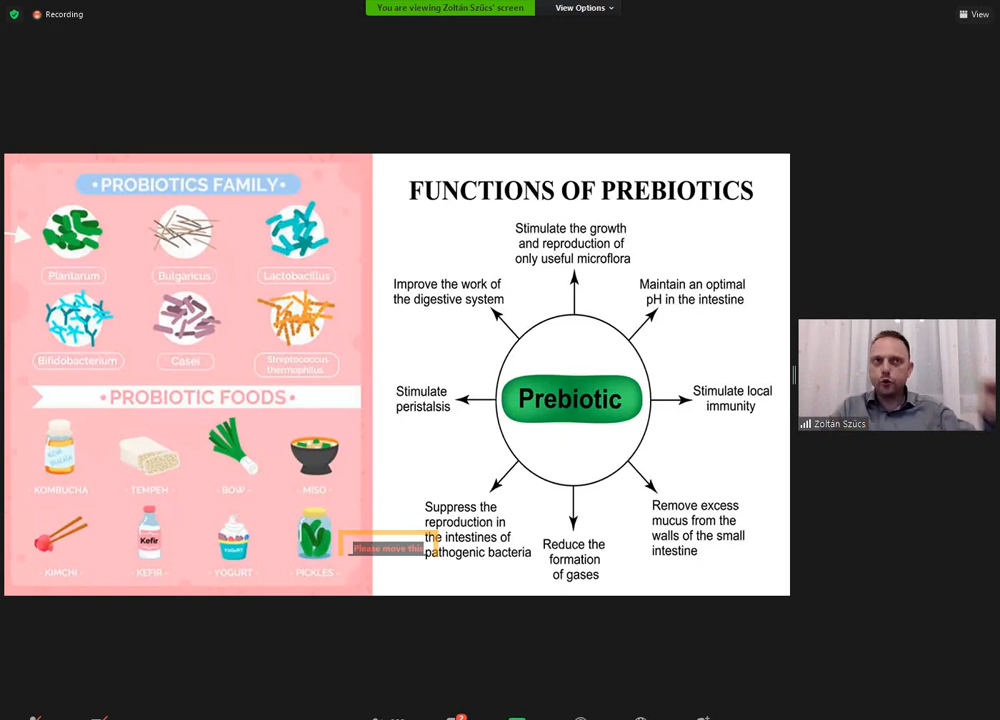 Recording
You are viewing Zoltán Szűcs' screen
View Options
View
•PROBIOTICS FAMILY•
Plantarum
Bulgaricus
Lactobacillus
Bifidobacterium
Casei
Streptococcus
thermophilus
•PROBIOTIC FOODS•
- KOMBUCHA -
- TEMPEH -
- BOW -
- MISO -
Kefir
YOGURT
- KIMCHI -
- KEFIR -
- YOGURT -
- PICKLES -
Please move this
FUNCTIONS OF PREBIOTICS
Stimulate the growth
and reproduction of
only useful microflora
Improve the work of
the digestive system
Maintain an optimal
pH in the intestine
Stimulate
peristalsis
Prebiotic
Stimulate local
immunity
Suppress the
reproduction in
the intestines of
pathogenic bacteria
Reduce the
formation
of gases
Remove excess
mucus from the
walls of the small
intestine
Zoltán Szűcs
2